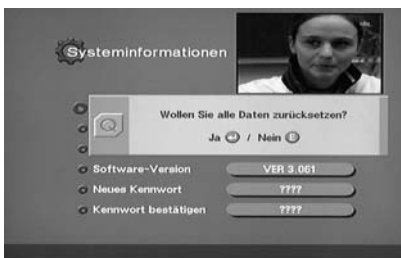 Systeminformationen
Wollen Sie alle Daten zurücksetzen?
Ja / Nein E
Software-Version VER 3.061
Neues Kennwort ????
Kennwort bestätigen ????